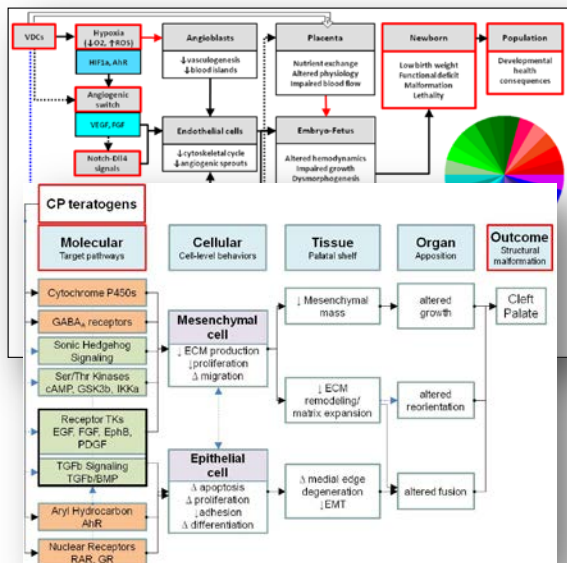 VDCs
Hypoxia
(↓O2, ↑ROS)
HIF1a, AhR
Angiogenic
switch
VEGF, FGF
Notch-Dll4
signals
Angioblasts
↓vasculogenesis
↓blood islands
Endothelial cells
↓cytoskeletal cycle
↓angiogenic sprouts
Placenta
Nutrient exchange
Altered physiology
Impaired blood flow
Embryo-Fetus
Altered hemodynamics
Impaired growth
Dysmorphogenesis
Newborn
Low birth weight
Functional deficit
Malformation
Lethality
Population
Developmental
health
consequences
CP teratogens
Molecular
Target pathways
Cellular
Cell-level behaviors
Tissue
Palatal shelf
Organ
Apposition
Outcome
Structural
malformation
Cytochrome P450s
GABAA receptors
Sonic Hedgehog
Signaling
Ser/Thr Kinases
cAMP, GSK3b, IKKa
Receptor TKs
EGF, FGF, EphB,
PDGF
TGFb Signaling
TGFb/BMP
Aryl Hydrocarbon
AhR
Nuclear Receptors
RAR, GR
Mesenchymal
cell
↓ ECM production
↓proliferation
Δ migration
Epithelial
cell
Δ apoptosis
Δ proliferation
↓adhesion
Δ differentiation
↓ Mesenchymal
mass
↓ ECM
remodeling/
matrix expansion
Δ medial edge
degeneration
↓EMT
altered
growth
altered
reorientation
altered fusion
Cleft
Palate